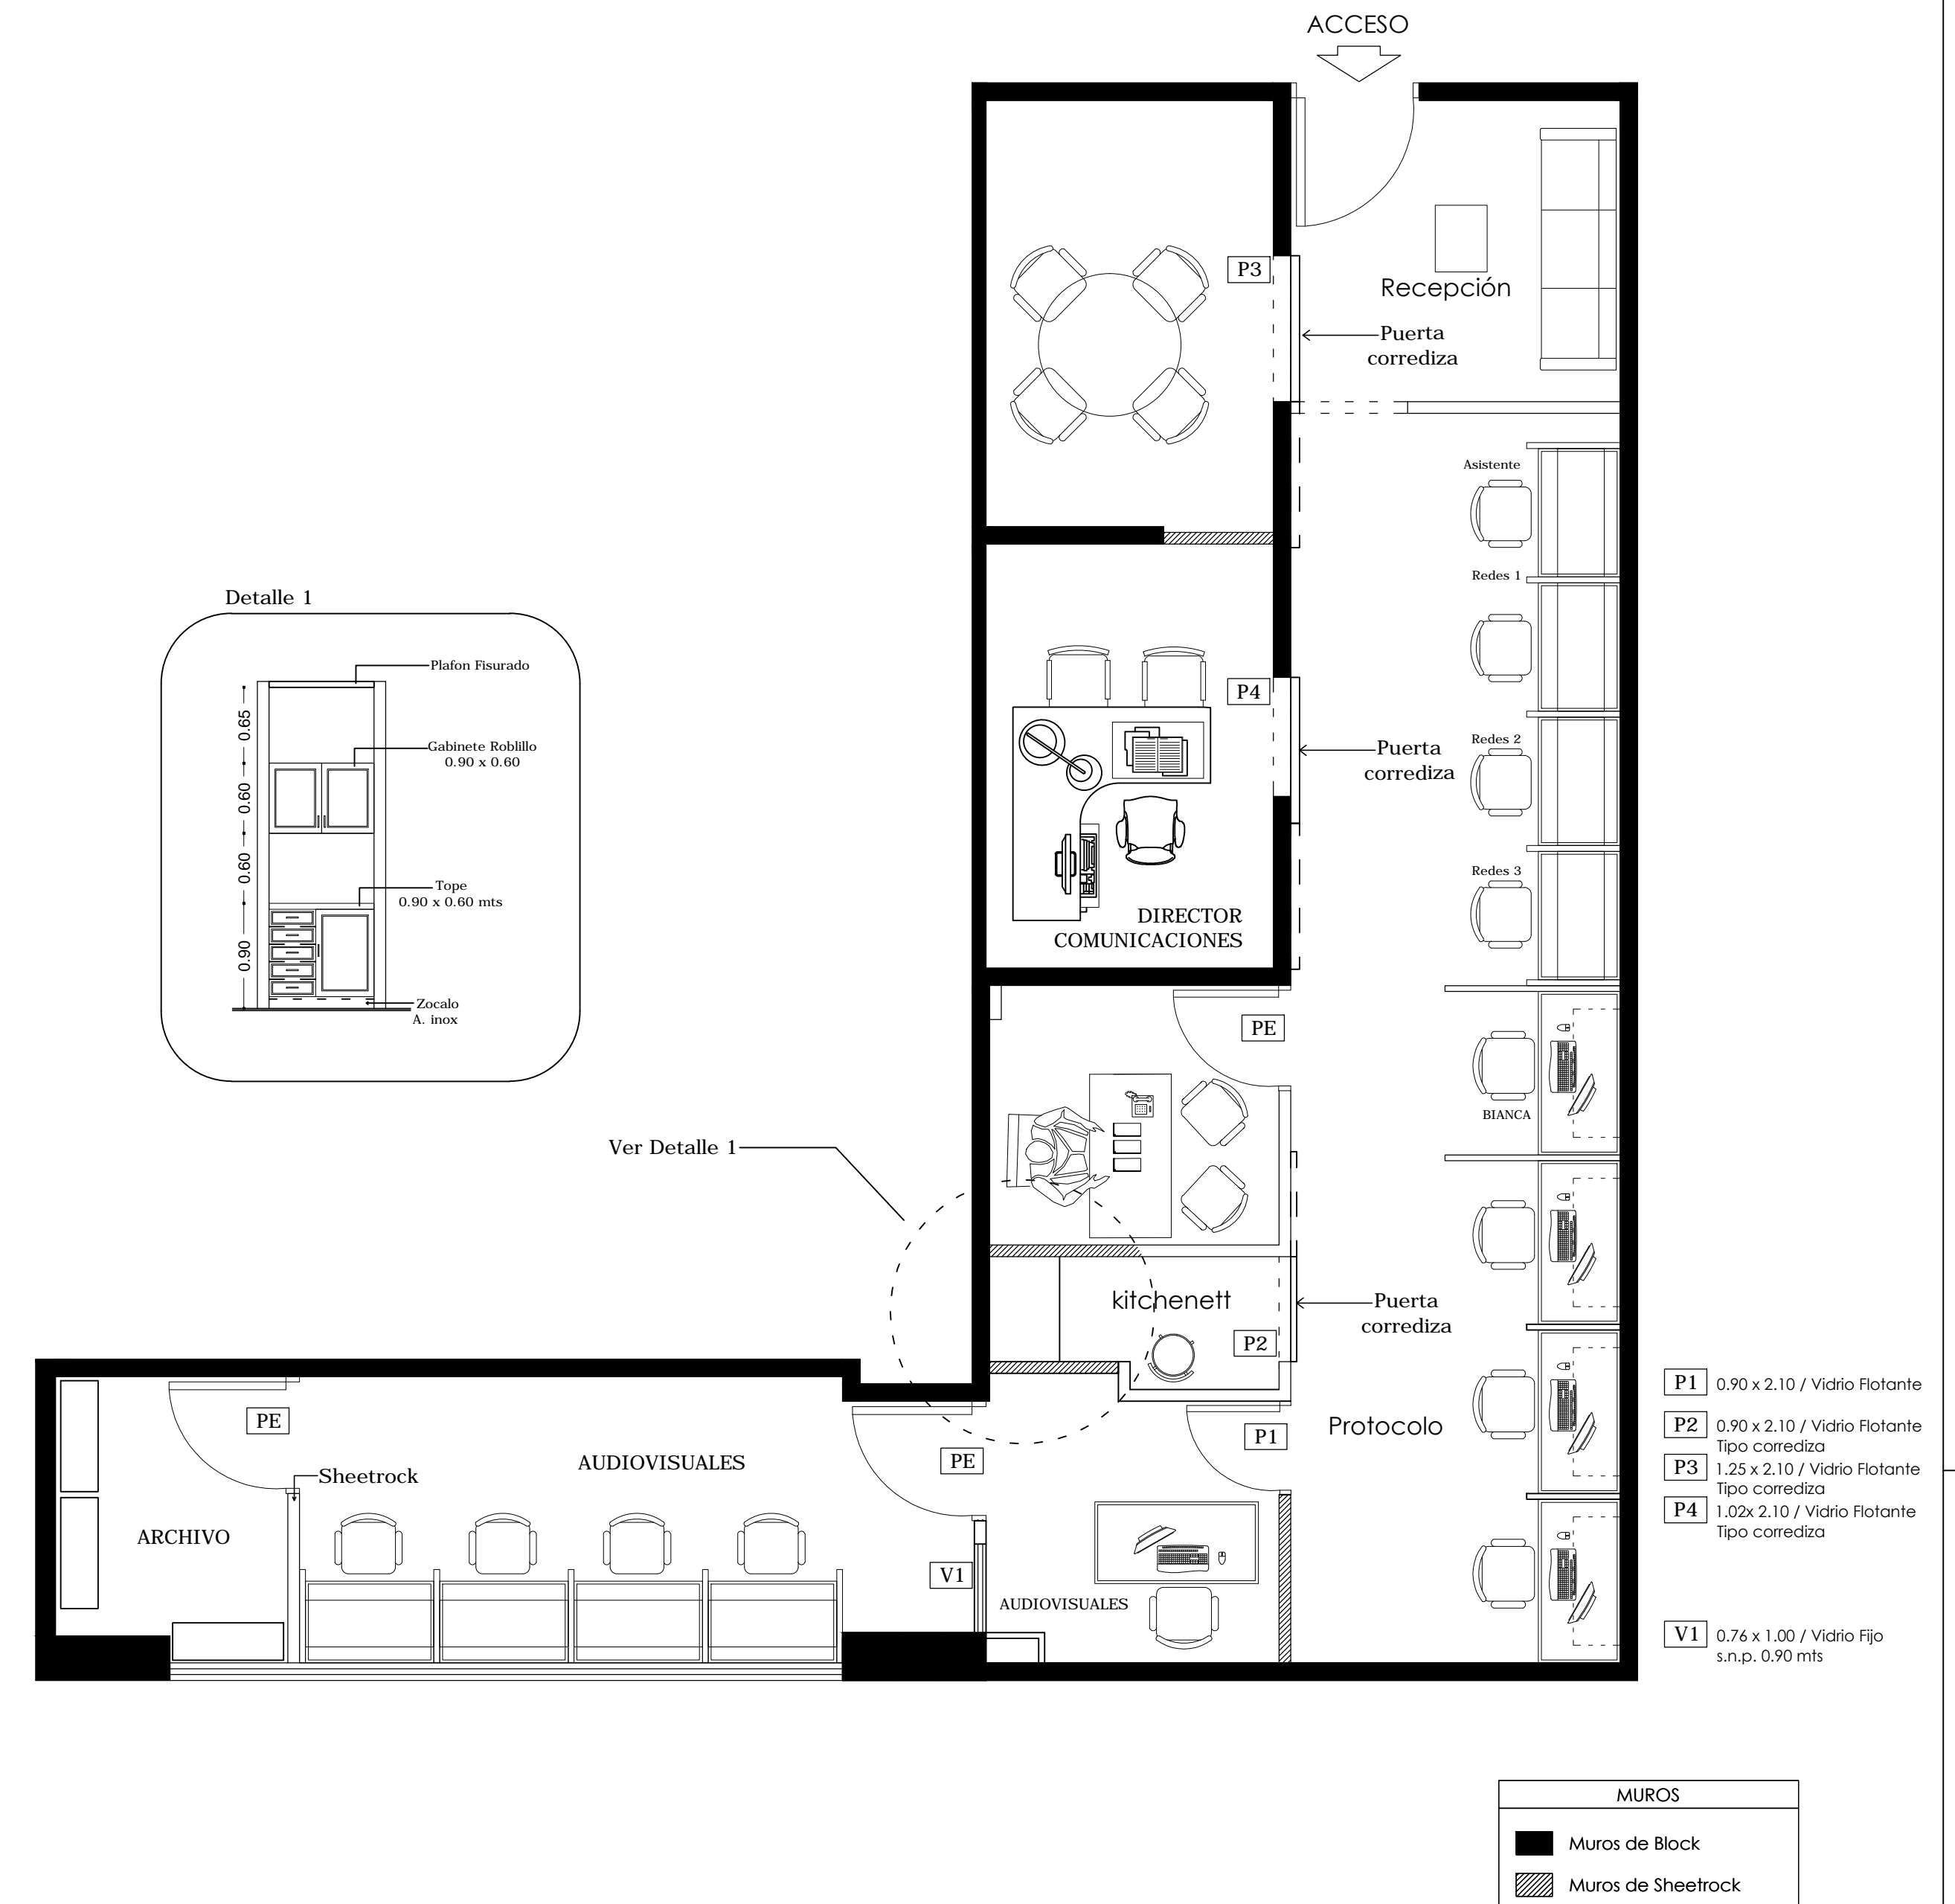 ACCESO
P3
Recepción
Puerta
corrediza
Asistente
Redes 1
Detalle 1
Plafon Fisurado
0.65
Gabinete Roblillo
0.90 x 0.60
0.60
0.60
Tope
0.90 x 0.60 mts
0.90
Zocalo
A. inox
P4
Puerta
corrediza
Redes 2
Redes 3
DIRECTOR
COMUNICACIONES
PE
BIANCA
Ver Detalle 1
kitchenett
P2
Puerta
corrediza
PE
Sheetrock
AUDIOVISUALES
PE
P1
Protocolo
ARCHIVO
V1
AUDIOVISUALES
P1 0.90 x 2.10 / Vidrio Flotante
P2 0.90 x 2.10 / Vidrio Flotante
Tipo corrediza
P3 1.25 x 2.10 / Vidrio Flotante
Tipo corrediza
P4 1.02x 2.10 / Vidrio Flotante
Tipo corrediza
V1 0.76 x 1.00 / Vidrio Fijo
s.n.p. 0.90 mts
MUROS
Muros de Block
Muros de Sheetrock